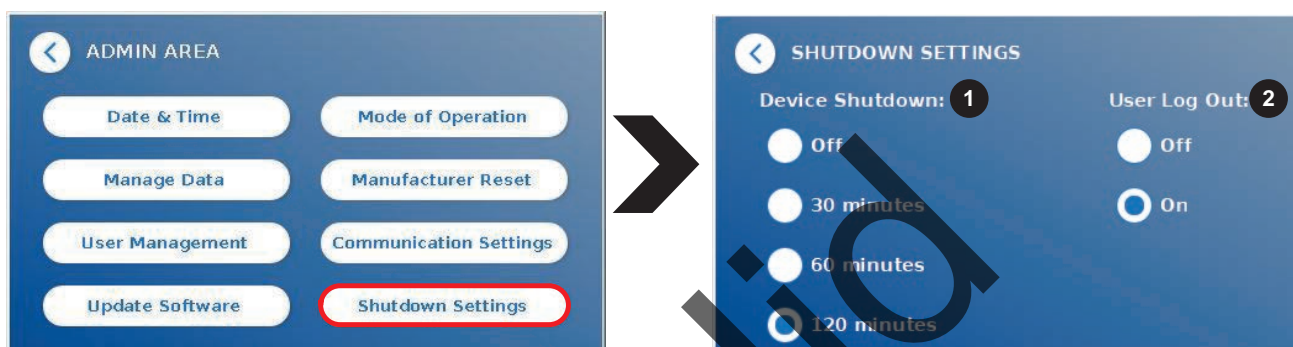 ADMIN AREA
Date & Time
Mode of Operation
Manage Data
Manufacturer Reset
User Management
Communication Settings
Update Software
Shutdown Settings
SHUTDOWN SETTINGS
Device Shutdown: 1
User Log Out: 2
Off
Off
30 minutes
On
60 minutes
120 minutes